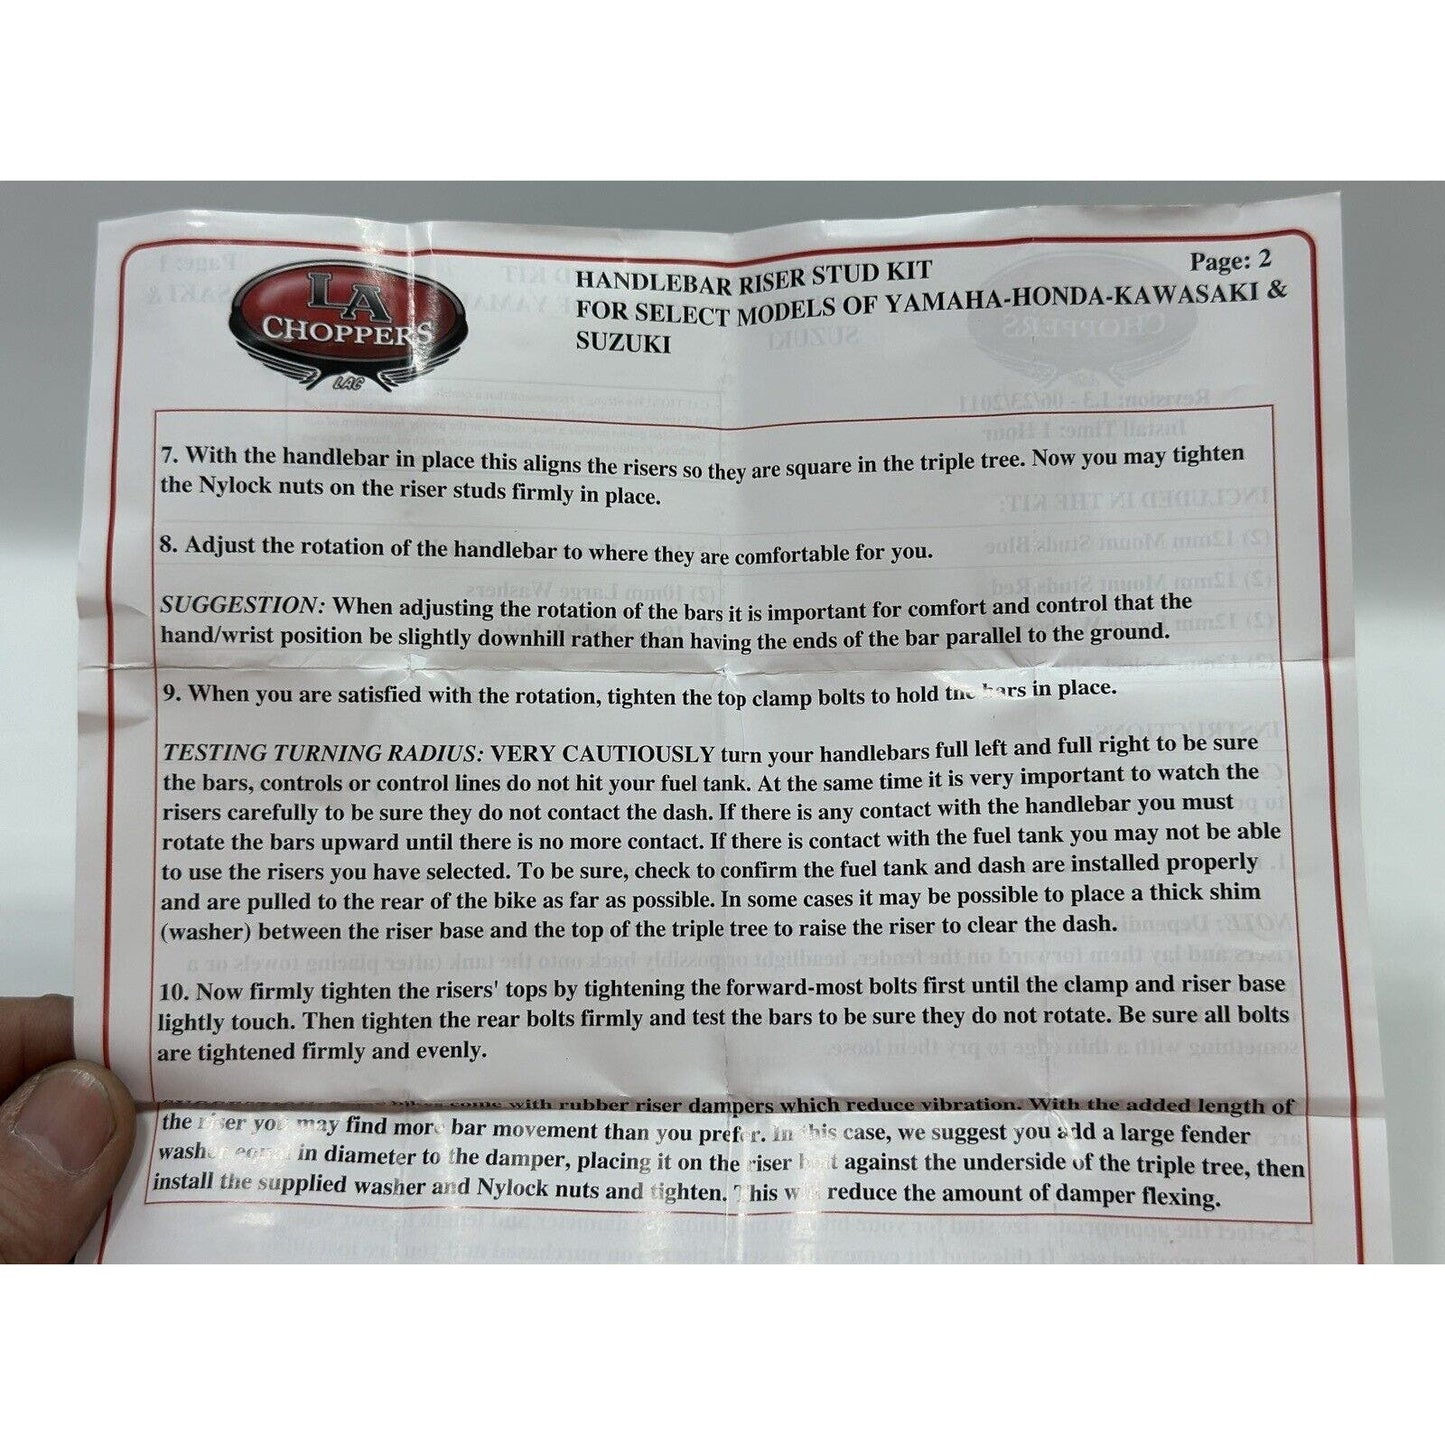 LA
CHOPPERS
LAC
HANDLEBAR RISER STUD KIT
FOR SELECT MODELS OF YAMAHA-HONDA-KAWASAKI &
SUZUKI
Page: 2
7. With the handlebar in place this aligns the risers so they are square in the triple tree. Now you may tighten
the Nylock nuts on the riser studs firmly in place.
8. Adjust the rotation of the handlebar to where they are comfortable for you.
SUGGESTION: When adjusting the rotation of the bars it is important for comfort and control that the
hand/wrist position be slightly downhill rather than having the ends of the bar parallel to the ground.
9. When you are satisfied with the rotation, tighten the top clamp bolts to hold the bars in place.
TESTING TURNING RADIUS: VERY CAUTIOUSLY turn your handlebars full left and full right to be sure
the bars, controls or control lines do not hit your fuel tank. At the same time it is very important to watch the
risers carefully to be sure they do not contact the dash. If there is any contact with the handlebar you must
rotate the bars upward until there is no more contact. If there is contact with the fuel tank you may not be able
to use the risers you have selected. To be sure, check to confirm the fuel tank and dash are installed properly
and are pulled to the rear of the bike as far as possible. In some cases it may be possible to place a thick shim
(washer) between the riser base and the top of the triple tree to raise the riser to clear the dash.
10. Now firmly tighten the risers' tops by tightening the forward-most bolts first until the clamp and riser base
lightly touch. Then tighten the rear bolts firmly and test the bars to be sure they do not rotate. Be sure all bolts
are tightened firmly and evenly.
come with rubber riser dampers which reduce vibration. With the added length of
the riser you may find more bar movement than you prefer. In this case, we suggest you add a large fender
washer equal in diameter to the damper, placing it on the riser bolt against the underside of the triple tree, then
install the supplied washer and Nylock nuts and tighten. This will reduce the amount of damper flexing.